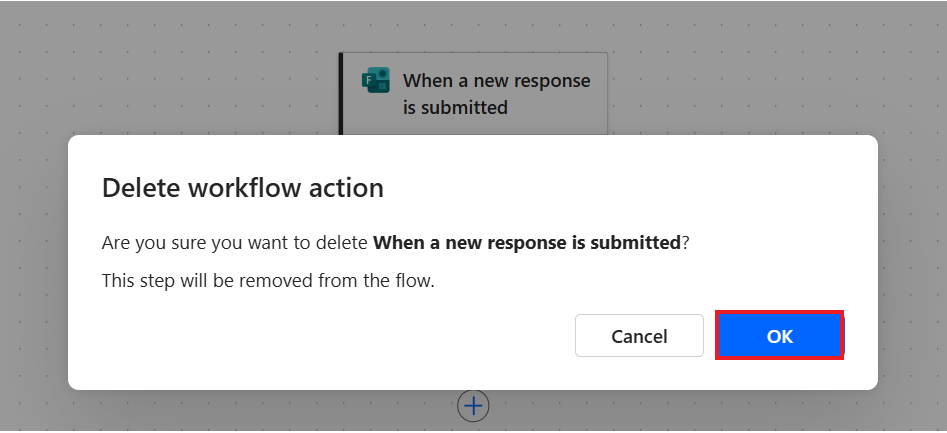 When a new response
is submitted
Delete workflow action
Are you sure you want to delete When a new response is submitted?
This step will be removed from the flow.
Cancel
OK